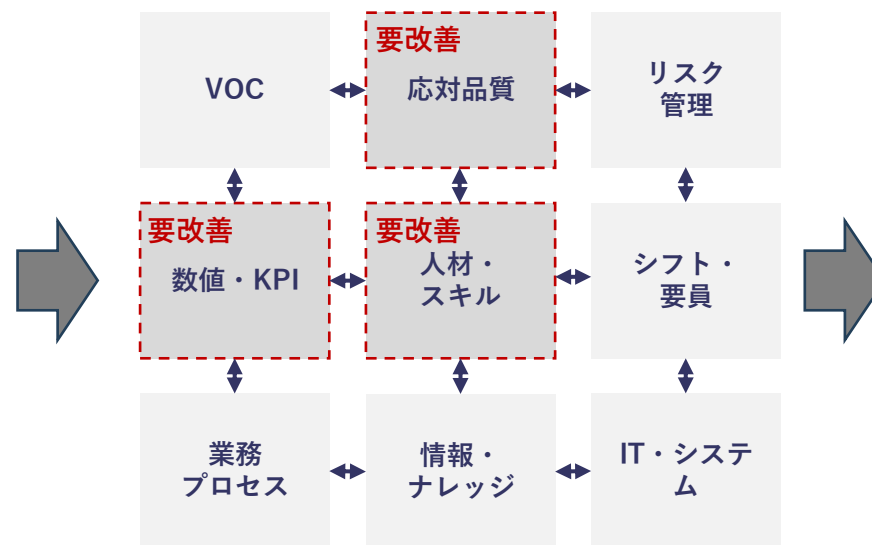 VOC
要改善
応対品質
リスク
管理
要改善
数値・KPI
要改善
人材・
スキル
シフト・
要員
業務
プロセス
情報・
ナレッジ
IT・システ
ム